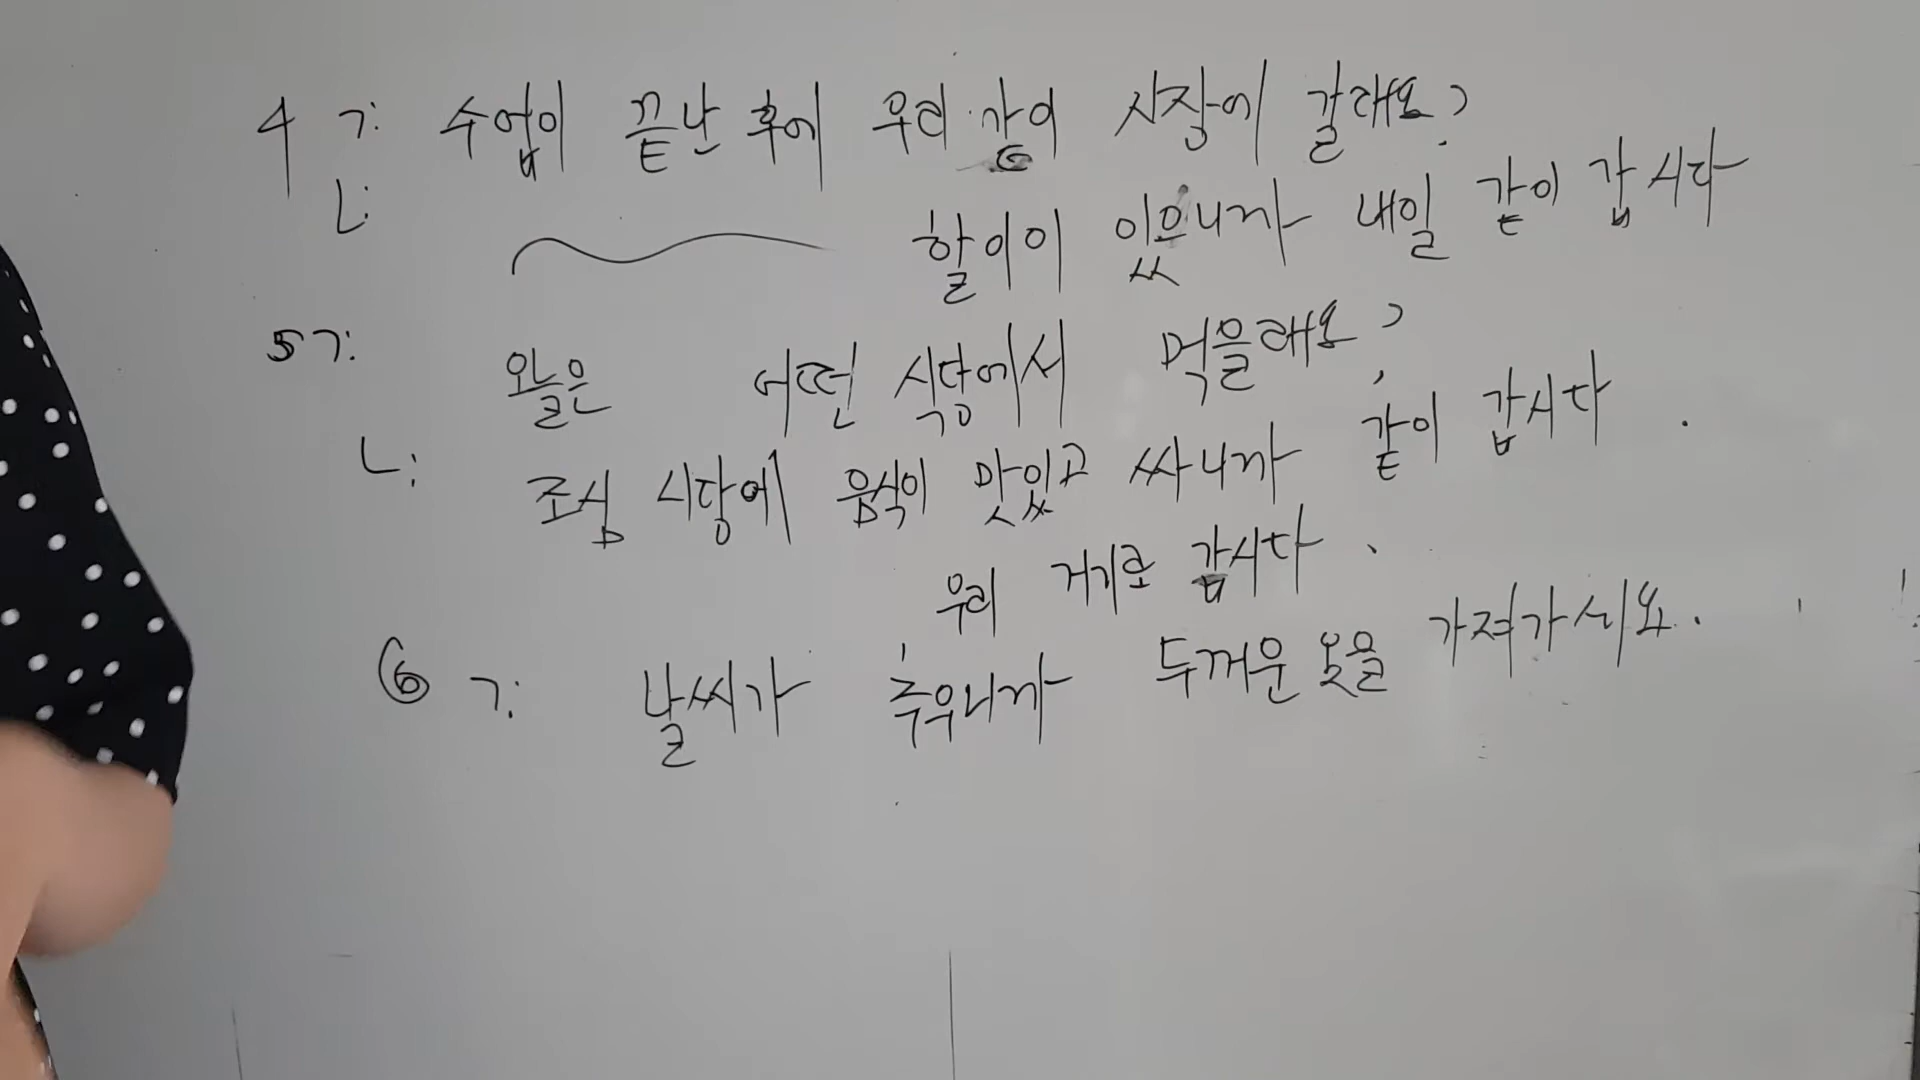 4 ㄱ: 수업이 끝난 후에 우리 같이 시장에 갈래요?
ㄴ: 할 이이 있으니까 내일 같이 갑시다
5 ㄱ: 오늘은 어떤 식당에서 먹을래요?
ㄴ: 시당에 음식이 맛있고 싸니까 같이 갑시다.
우리 거기로 갑시다.
⑥ ㄱ: 날씨가 추우니까 두꺼운 옷을 가져가세요.